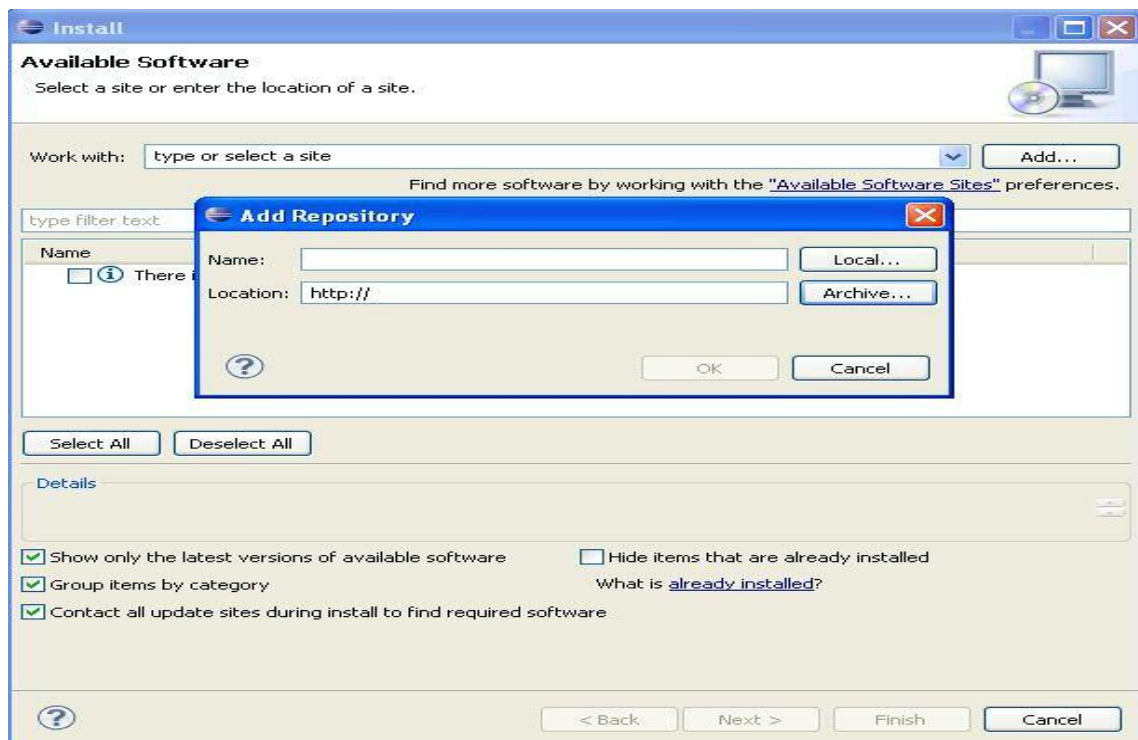 Install
Available Software
Select a site or enter the location of a site.
Work with: type or select a site Add...
Find more software by working with the "Available Software Sites" preferences.
type filter text
Add Repository
Name
Name: Local...
There i
Location: http:// Archive...
? OK Cancel
Select All Deselect All
Details
Show only the latest versions of available software Hide items that are already installed
Group items by category What is already installed?
Contact all update sites during install to find required software
? < Back Next > Finish Cancel